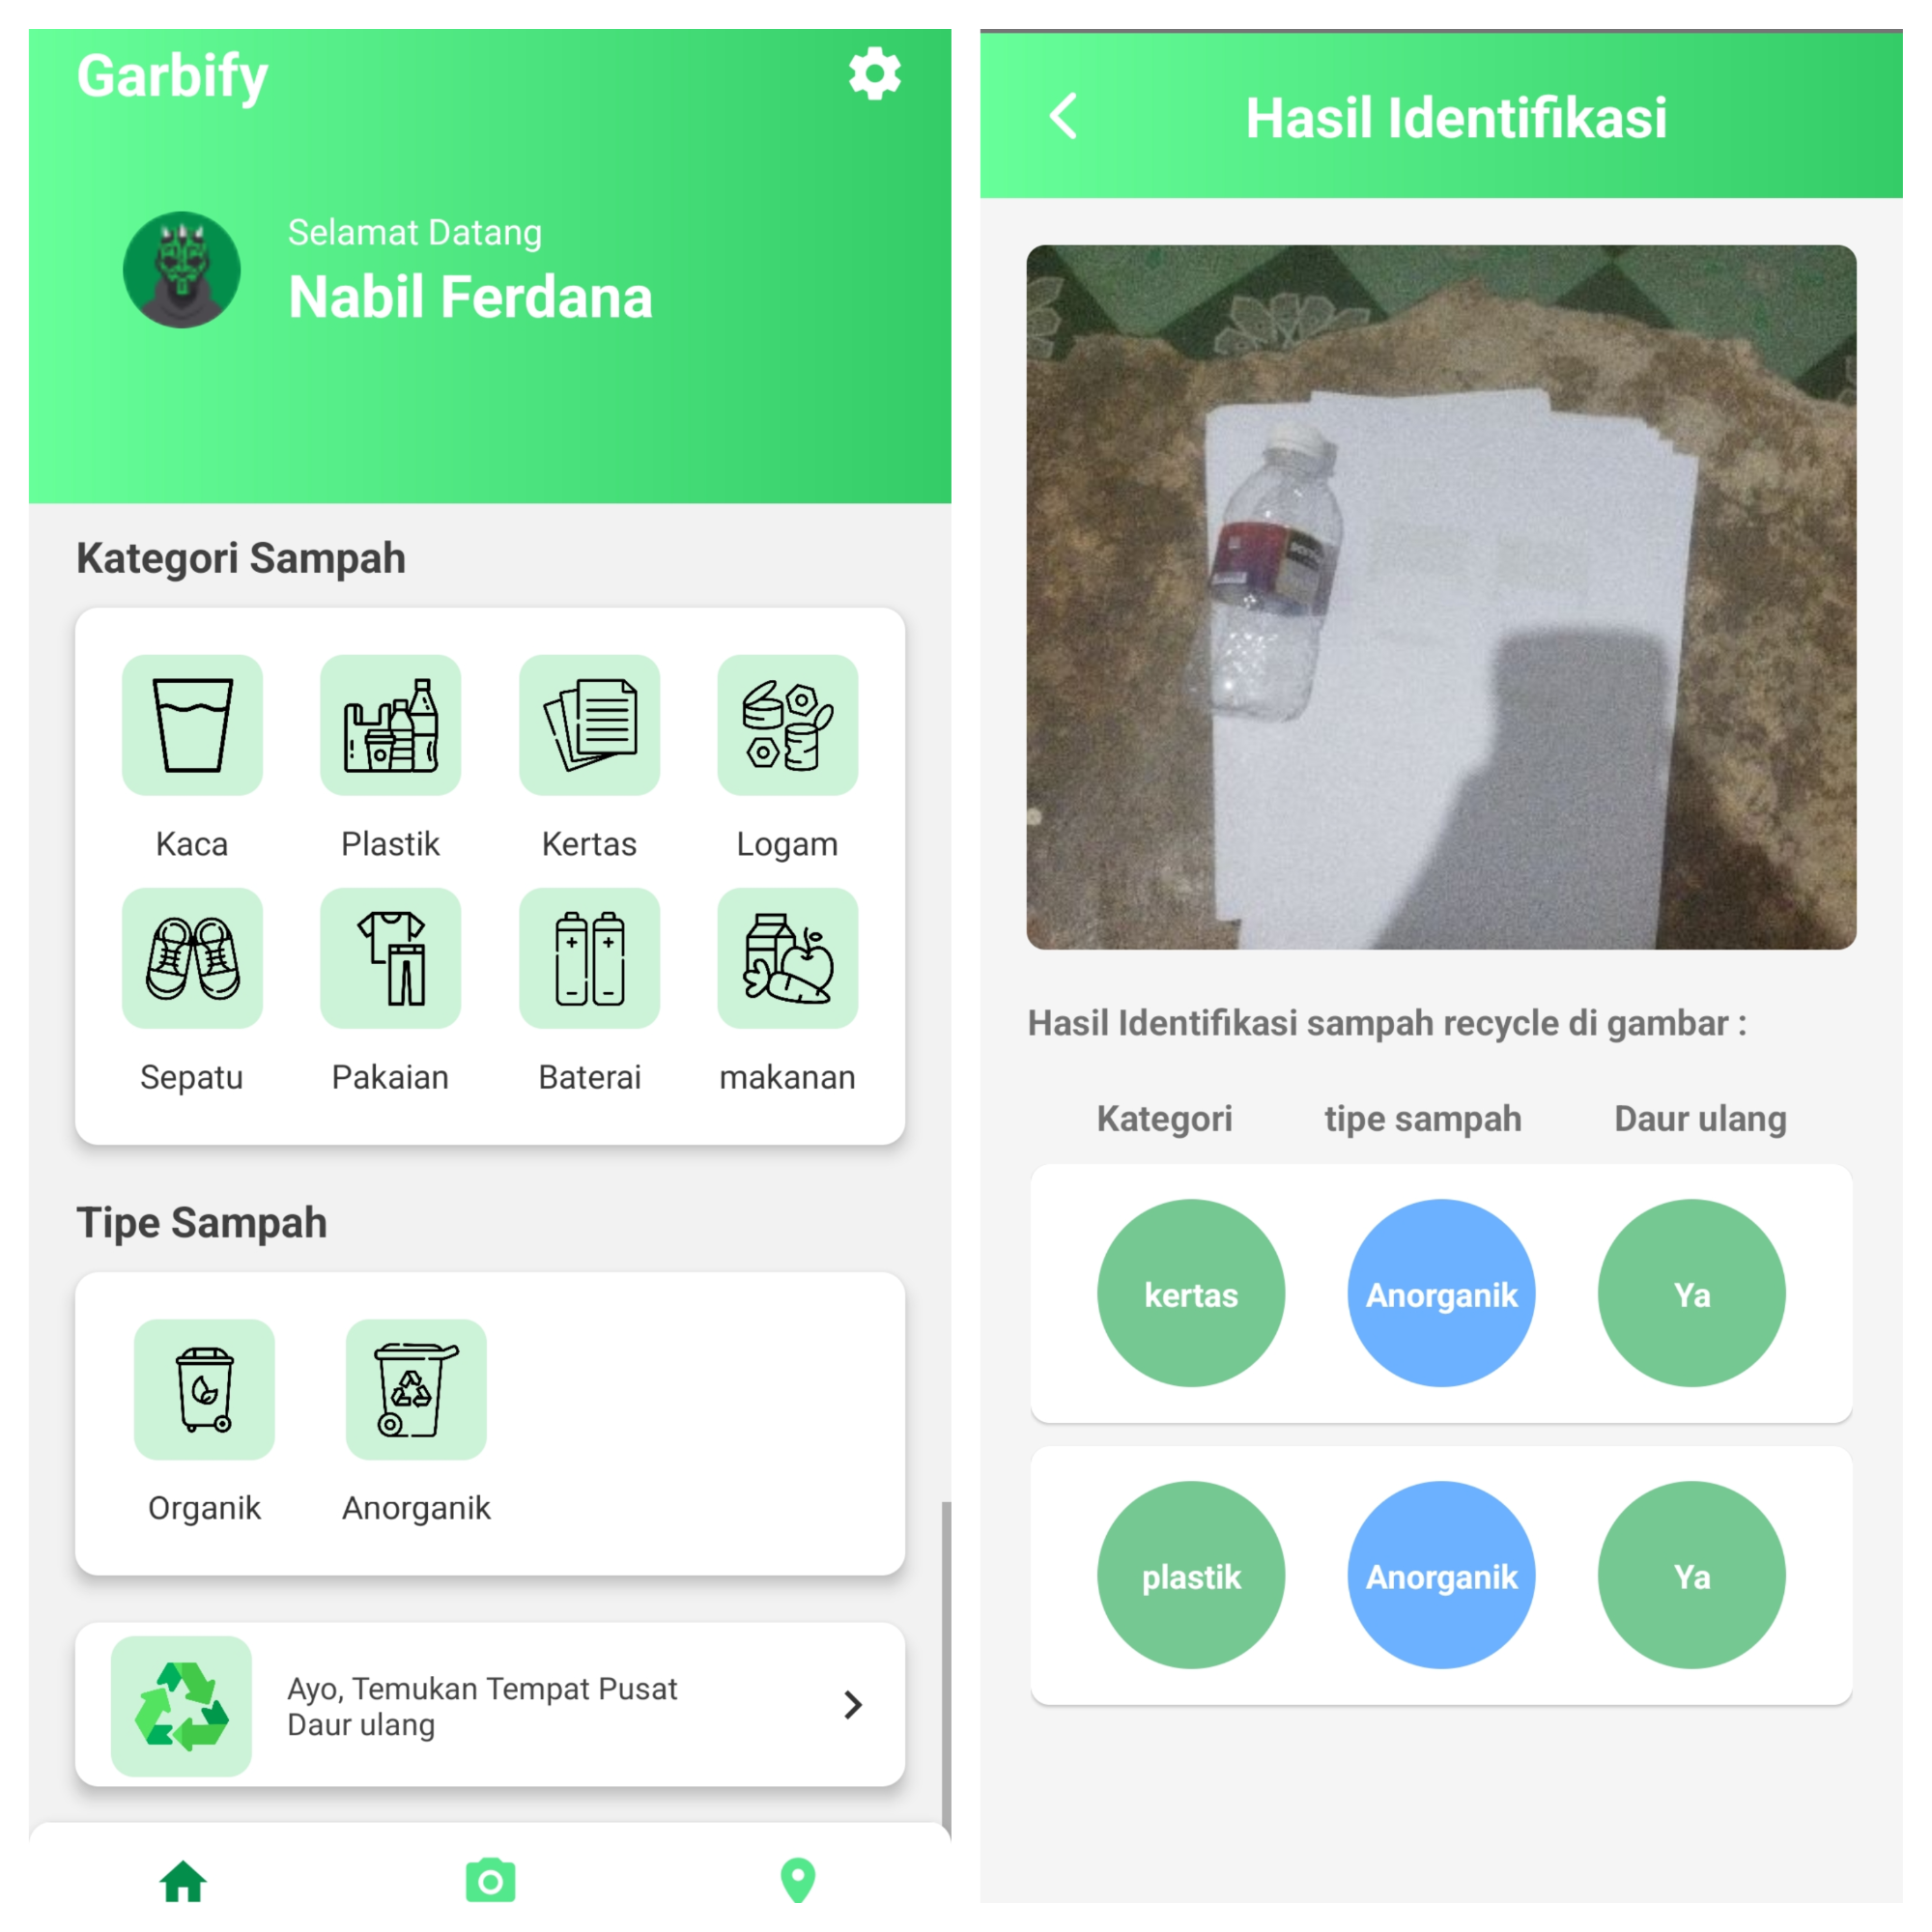 Garbify
Selamat Datang
Nabil Ferdana
Kategori Sampah
Kaca
Plastik
Kertas
Logam
Sepatu
Pakaian
Baterai
makanan
Tipe Sampah
Organik
Anorganik
Ayo, Temukan Tempat Pusat
Daur ulang
Hasil Identifikasi
Hasil Identifikasi sampah recycle di gambar :
Kategori
tipe sampah
Daur ulang
kertas
Anorganik
Ya
plastik
Anorganik
Ya